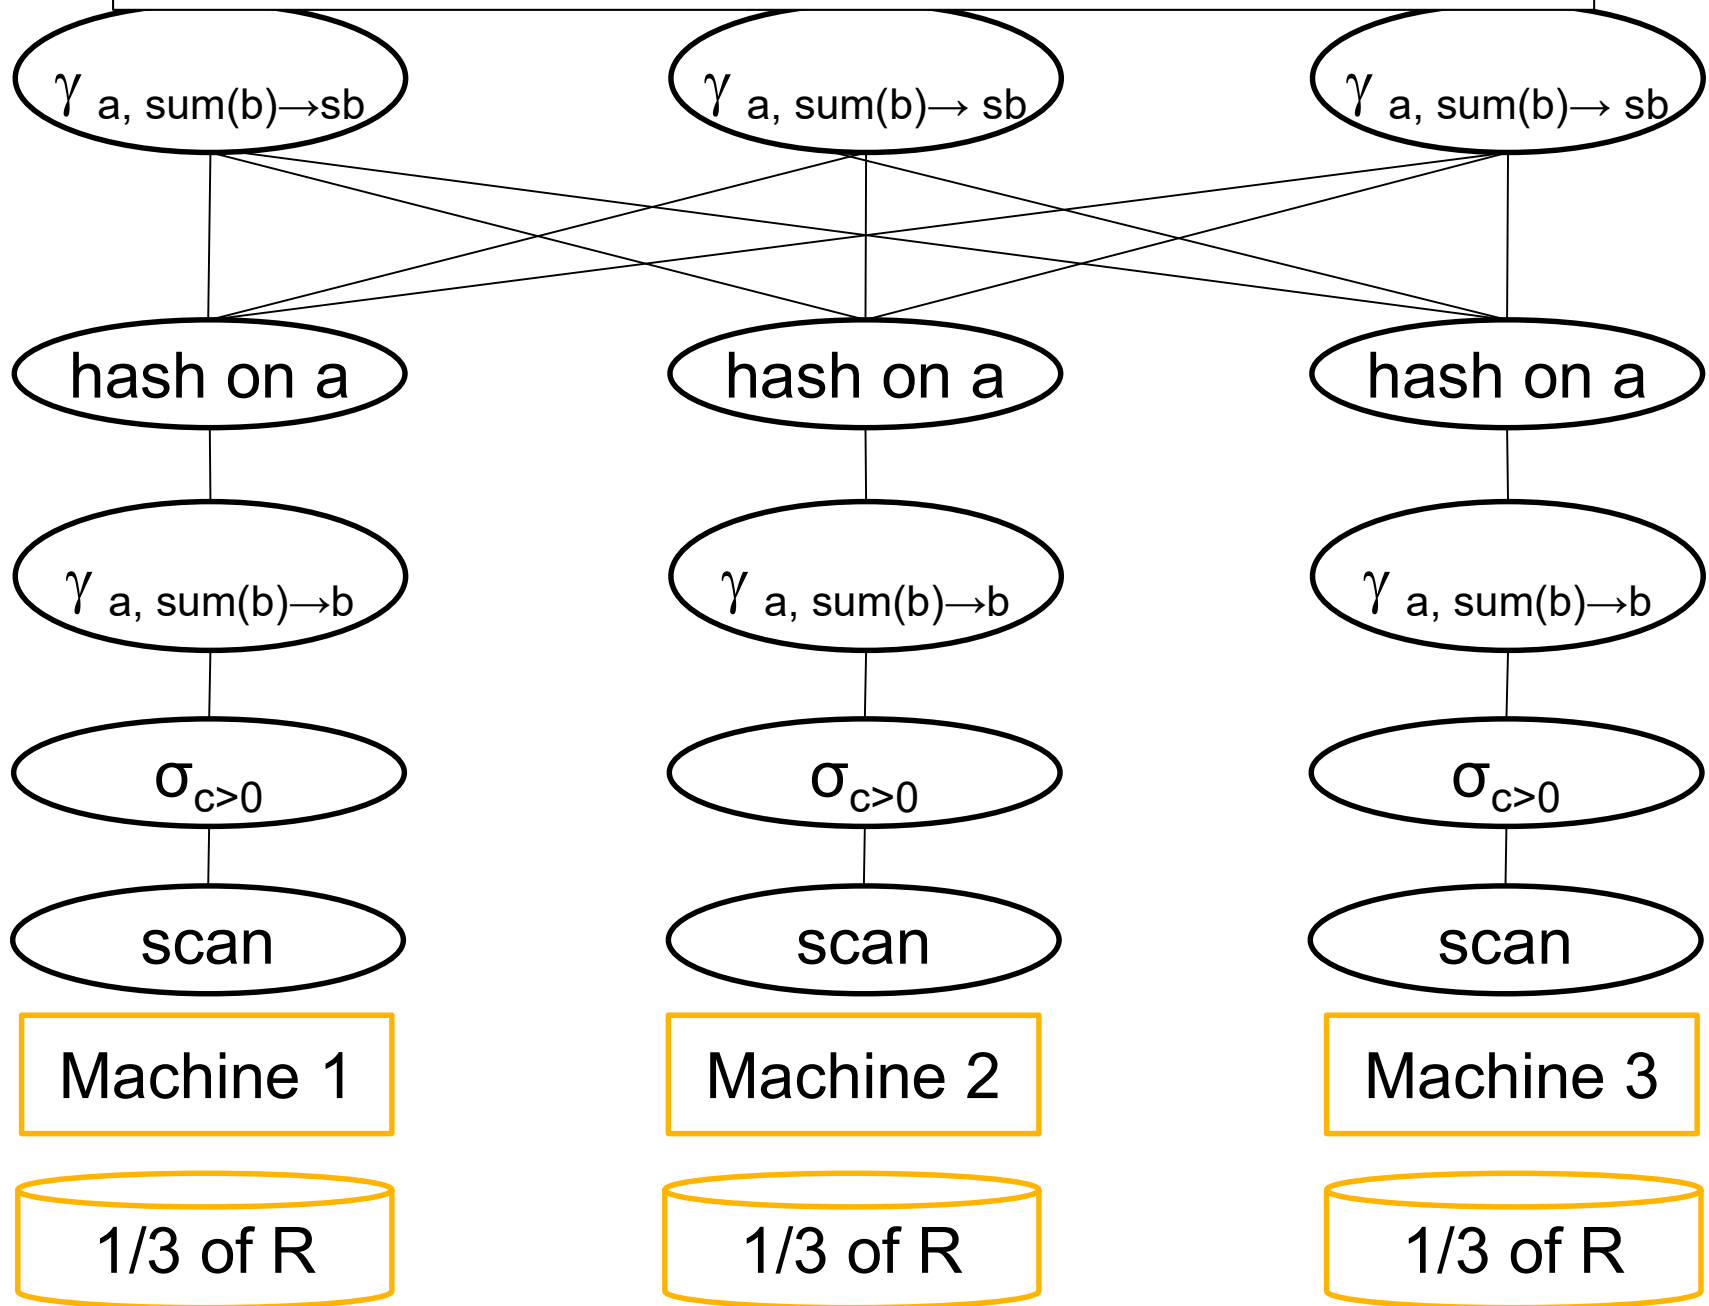 γ a, sum(b)→sb γ a, sum(b)→ sb γ a, sum(b)→ sb
hash on a hash on a hash on a
γ a, sum(b)→b γ a, sum(b)→b γ a, sum(b)→b
σc>0 σc>0 σc>0
scan scan scan
Machine 1 Machine 2 Machine 3
1/3 of R 1/3 of R 1/3 of R